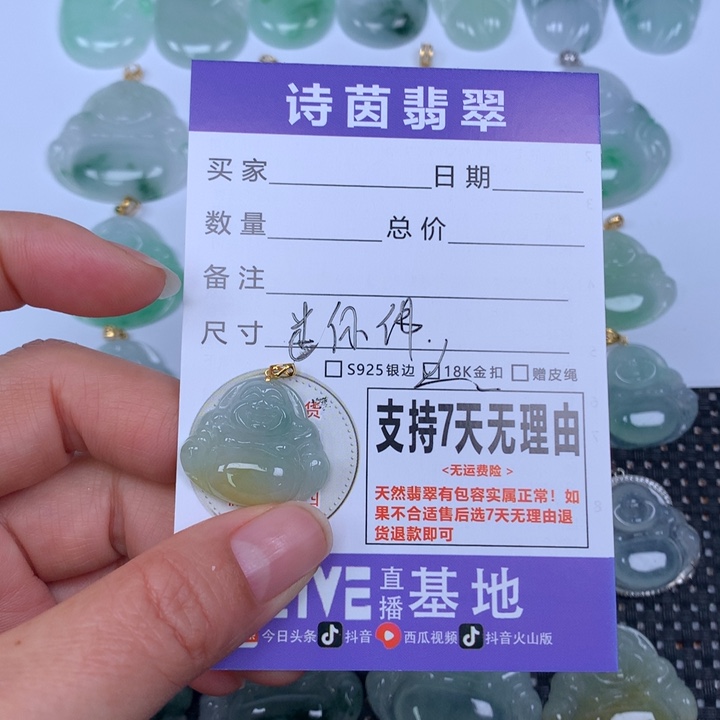 诗茵翡翠
买家 日期
数量 总价
备注
尺寸 迷你佛
S925银边 18K金扣 赠皮绳
货
支持7天无理由
<无运费险>
天然翡翠有包容实属正常！如
果不合适售后选7天无理由退
货退款即可
LIVE 直播 基地
今日头条 抖音 西瓜视频 抖音火山版